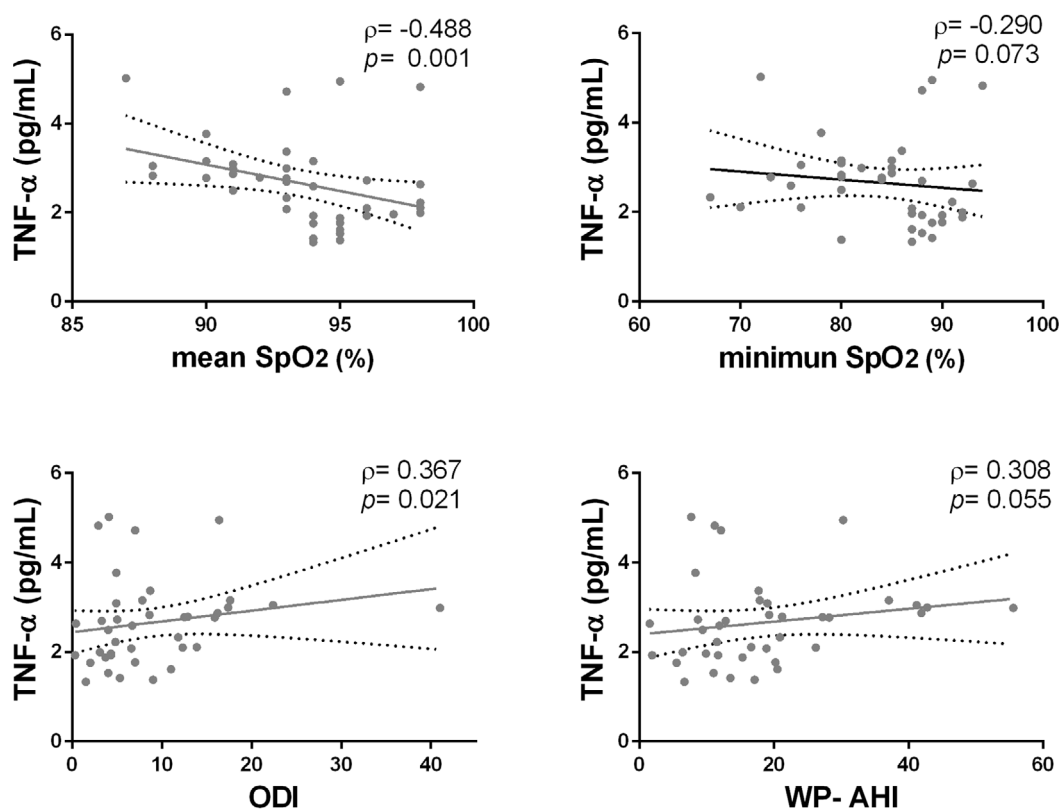 ρ= -0.488
p= 0.001
TNF-α (pg/mL)
6
4
2
0
85 90 95 100
mean SpO2 (%)
ρ= -0.290
p= 0.073
TNF-α (pg/mL)
6
4
2
0
60 70 80 90 100
minimun SpO2 (%)
ρ= 0.367
p= 0.021
TNF-α (pg/mL)
6
4
2
0
0 10 20 30 40
ODI
ρ= 0.308
p= 0.055
TNF-α (pg/mL)
6
4
2
0
0 20 40 60
WP- AHI